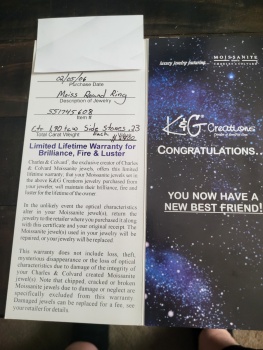 02/05/06
Purchase Date
Moiss Round Ring
Description of Jewelry
557745608
Item #
Ctr 1.90 tcw Side Stones .23
Total Carat Weight
Limited Lifetime Warranty for
Brilliance, Fire & Luster
Charles & Colvard, the exclusive creator of Charles
& Colvard Moissanite jewels, offers this limited
lifetime warranty; that your Moissanite jewels set in
the above K&G Creations jewelry purchased from
your jeweler, will maintain their brilliance, fire and
luster for the lifetime of the owner
In the unlikely event the optical characteristics
alter in your Moissanite jewel(s), return the
jewelry to the retailer where you purchased it along
with this certificate and your original receipt. The
Moissanite jewel(s) used in your jewelry will be
repaired, or your jewelry will be replaced
This warranty does not include loss, theft,
mysterious disappearance or the loss of optical
characteristics due to damage of the integrity of
your Charles & Colvard created Moissanite
jewel(s) Note that chipped, cracked or broken
Moissanite jewels due to damage or neglect are
specifically excluded from this warranty
Damaged jewels can be replaced for a fee, see
your retailer for details.
luxury jewelry featuring
MOISSANITE
K&G Creations
CONGRATULATIONS..
YOU NOW HAVE A
NEW BEST FRIEND!